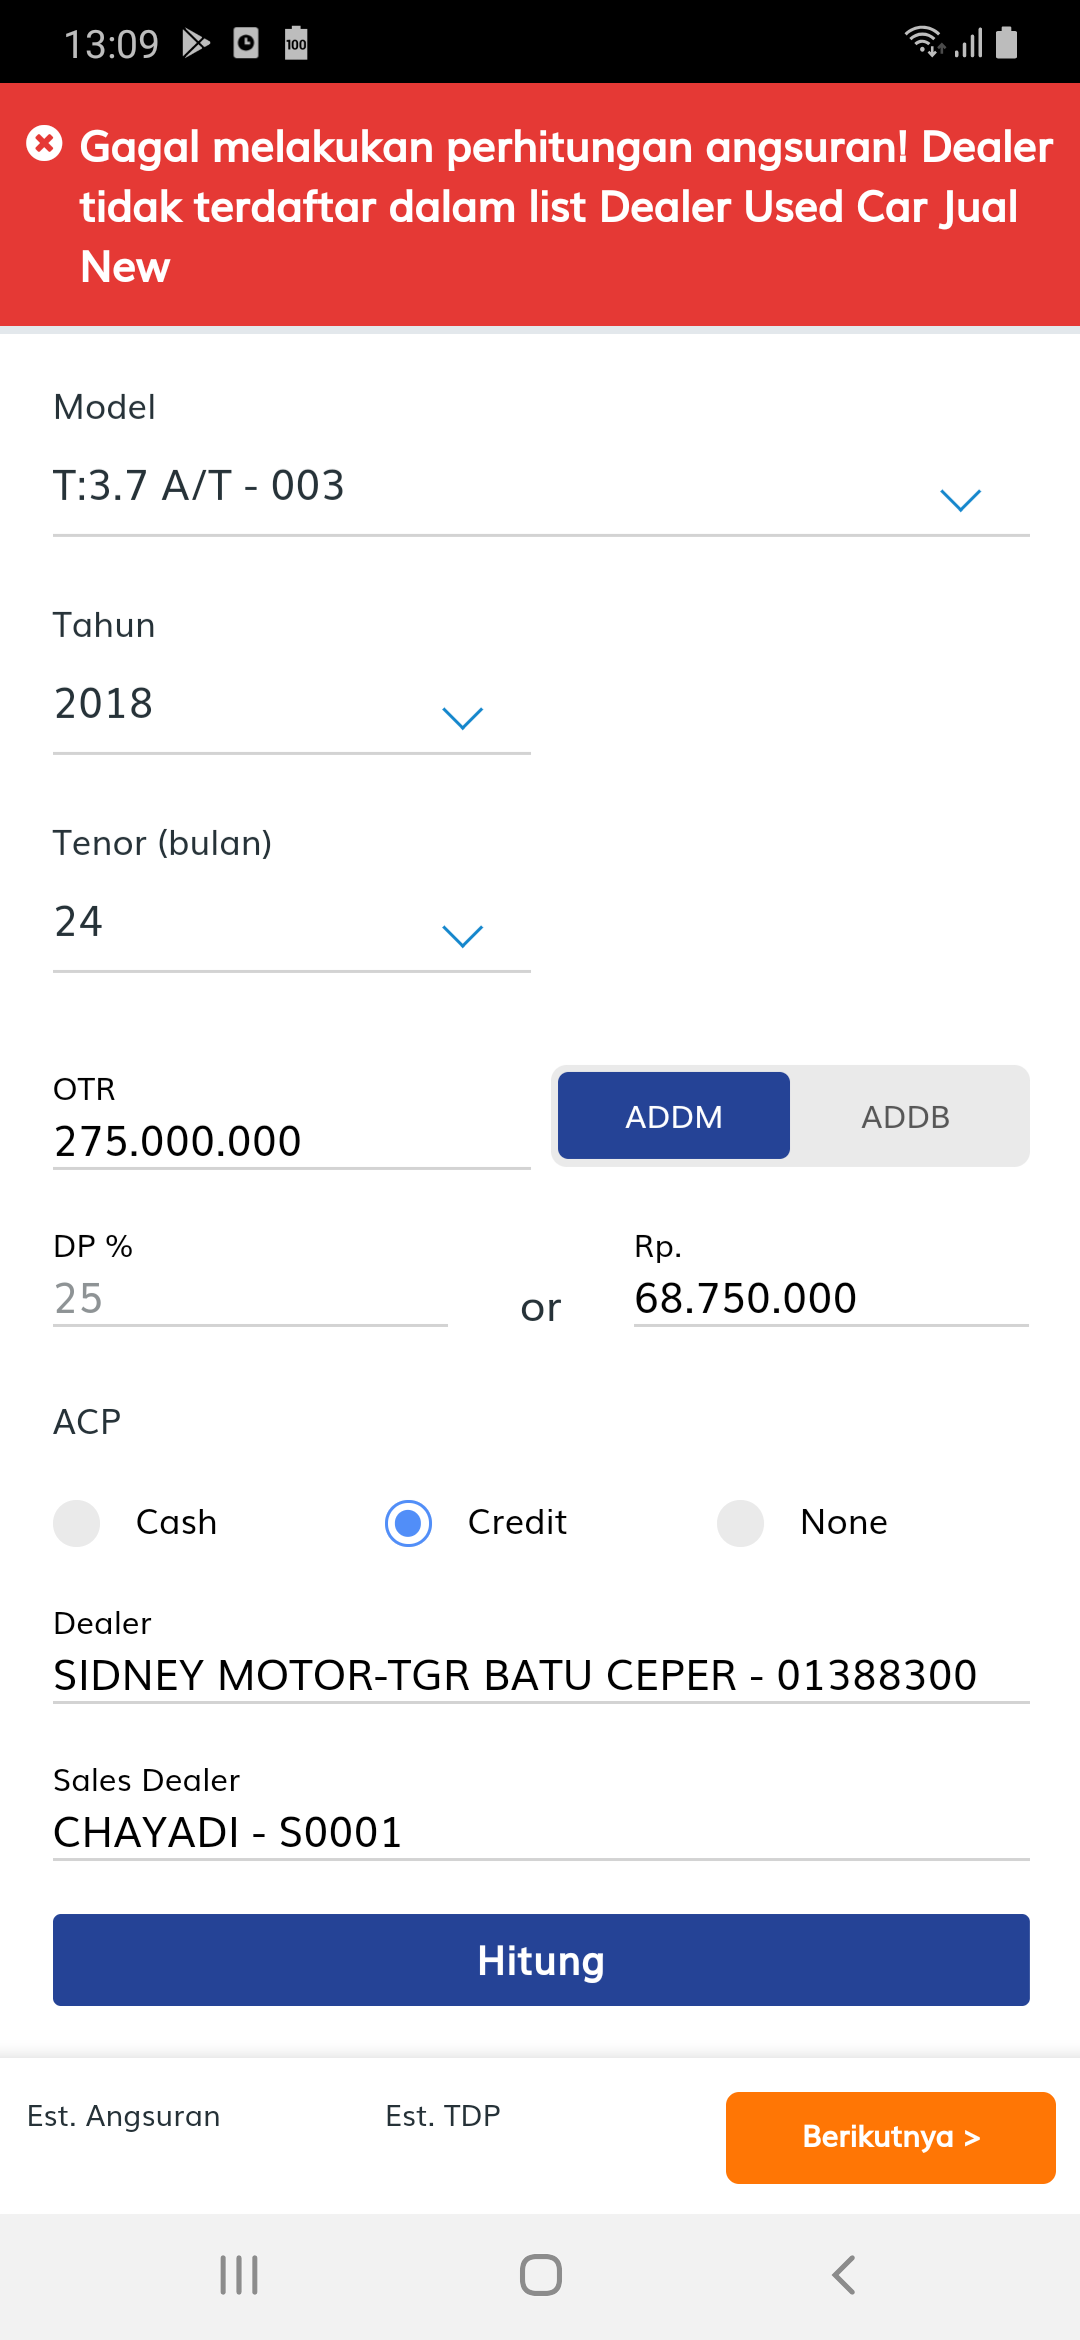 13:09
100
Gagal melakukan perhitungan angsuran! Dealer
tidak terdaftar dalam list Dealer Used Car Jual
New
Model
T:3.7 A/T - 003
Tahun
2018
Tenor (bulan)
24
OTR
275.000.000
ADDM
ADDB
DP %
25
or
Rp.
68.750.000
ACP
Cash
Credit
None
Dealer
SIDNEY MOTOR-TGR BATU CEPER - 01388300
Sales Dealer
CHAYADI - S0001
Hitung
Est. Angsuran
Est. TDP
Berikutnya >